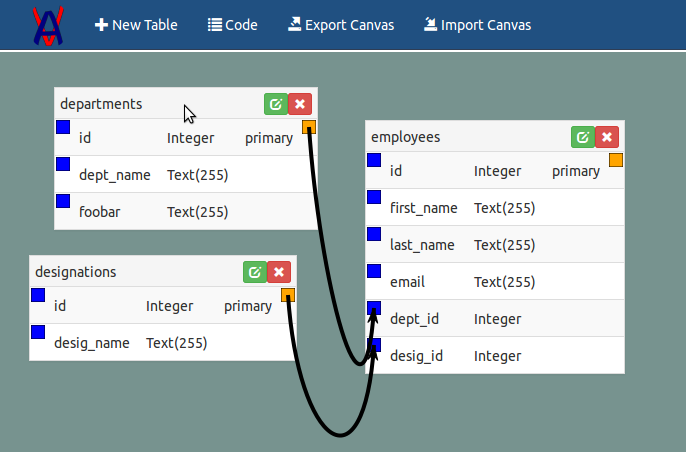 New Table Code Export Canvas Import Canvas
departments
id Integer primary
dept_name Text(255)
foobar Text(255)
designations
id Integer primary
desig_name Text(255)
employees
id Integer primary
first_name Text(255)
last_name Text(255)
email Text(255)
dept_id Integer
desig_id Integer